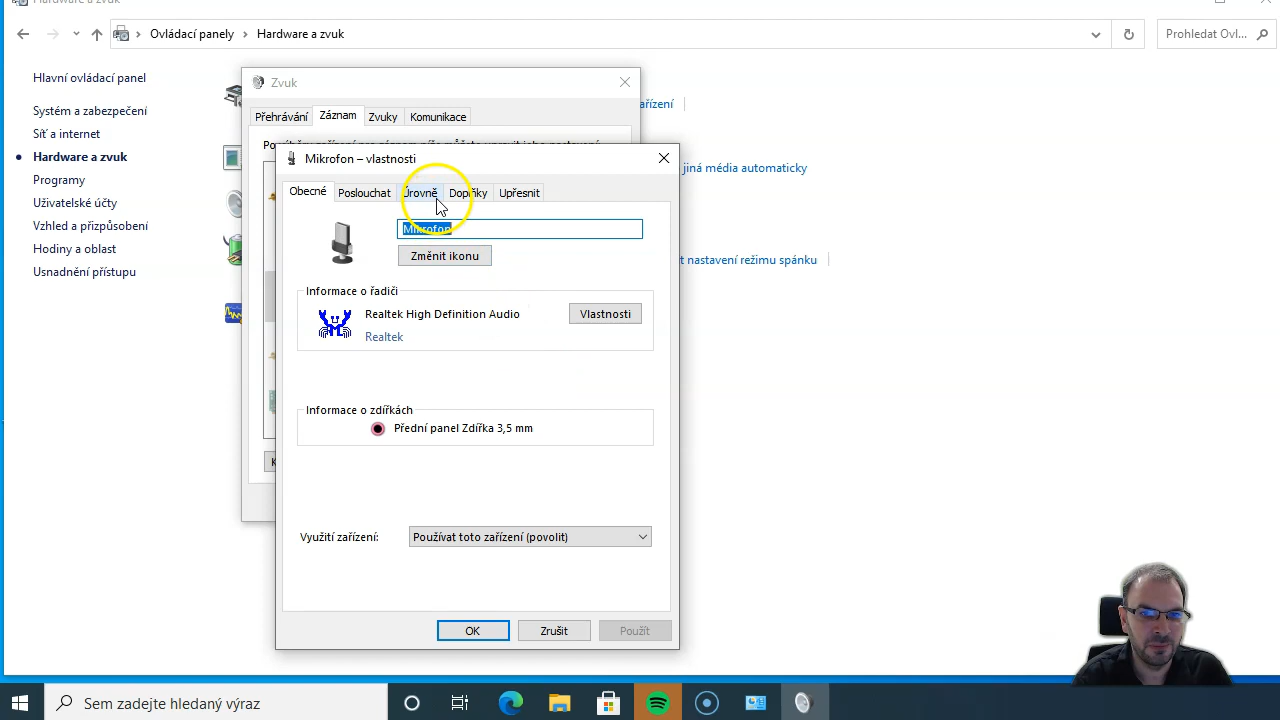 Hardware a zvuk
Ovládací panely
Hardware a zvuk
Prohledat Ovl...
Hlavní ovládací panel
Systém a zabezpečení
Síť a internet
Hardware a zvuk
Programy
Uživatelské účty
Vzhled a přizpůsobení
Hodiny a oblast
Usnadnění přístupu
Zvuk
Přehrávání
Záznam
Zvuky
Komunikace
jiná média automaticky
nastavení režimu spánku
Mikrofon – vlastnosti
Obecné
Poslouchat
Úrovně
Doplňky
Upřesnit
Mikrofon
Změnit ikonu
Informace o řadiči
Realtek High Definition Audio
Vlastnosti
Realtek
Informace o zdířkách
Přední panel Zdířka 3,5 mm
Využití zařízení:
Používat toto zařízení (povolit)
OK
Zrušit
Použít
Sem zadejte hledaný výraz